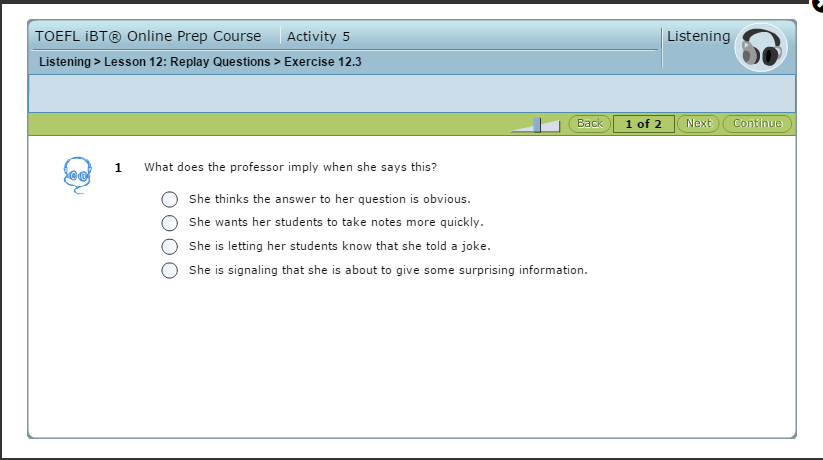 TOEFL iBT® Online Prep Course Activity 5 Listening
Listening > Lesson 12: Replay Questions > Exercise 12.3
Back 1 of 2 Next Continue
1 What does the professor imply when she says this?
She thinks the answer to her question is obvious.
She wants her students to take notes more quickly.
She is letting her students know that she told a joke.
She is signaling that she is about to give some surprising information.